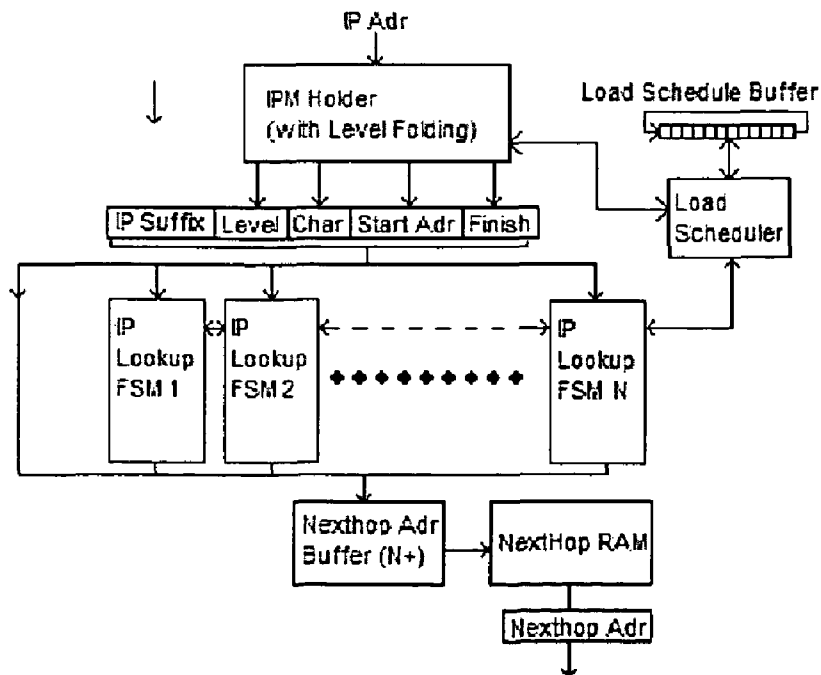 IP Adr
IPM Holder
(with Level Folding)
Load Schedule Buffer
Load
Scheduler
IP Suffix Level Char Start Adr Finish
IP
Lookup
FSM 1
IP
Lookup
FSM 2
IP
Lookup
FSM N
Nexthop Adr
Buffer (N+)
NextHop RAM
Nexthop Adr